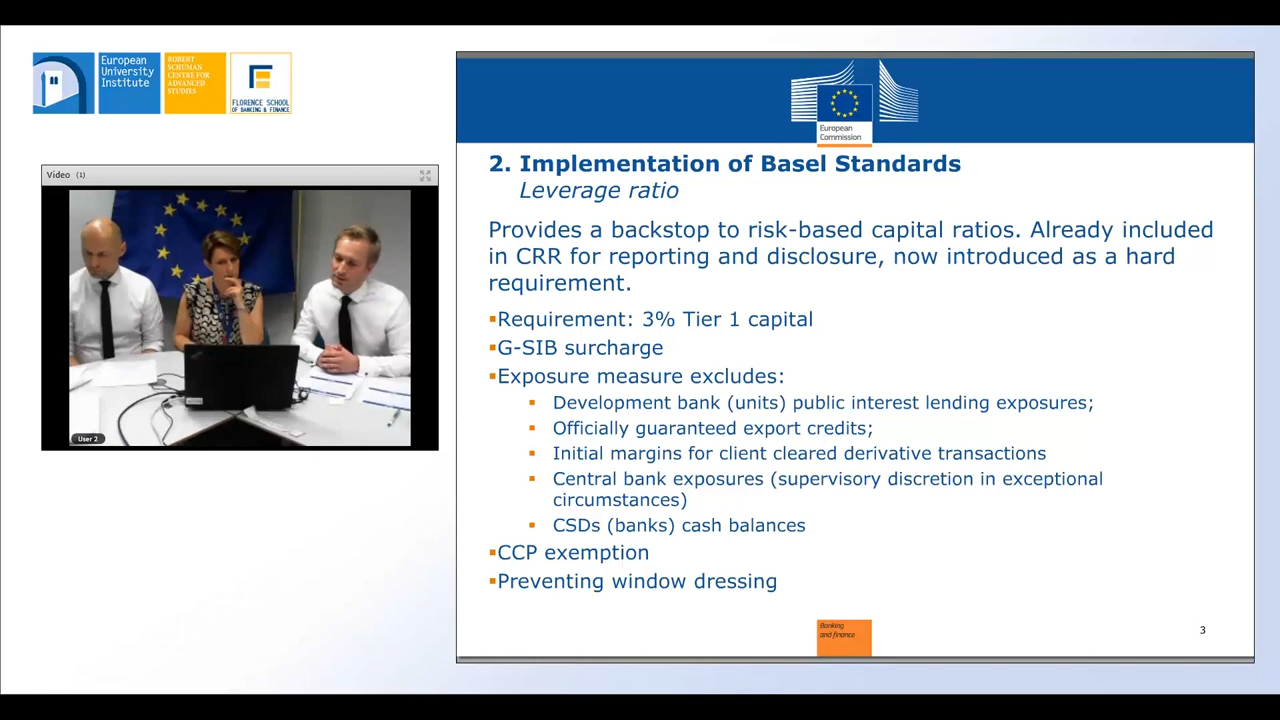 European
University
Institute
ROBERT
SCHUMAN
CENTRE FOR
ADVANCED
STUDIES
FLORENCE SCHOOL
OF BANKING & FINANCE
Video (1)
User 2
European
Commission
2. Implementation of Basel Standards
Leverage ratio
Provides a backstop to risk-based capital ratios. Already included
in CRR for reporting and disclosure, now introduced as a hard
requirement.
▪Requirement: 3% Tier 1 capital
▪G-SIB surcharge
▪Exposure measure excludes:
▪ Development bank (units) public interest lending exposures;
▪ Officially guaranteed export credits;
▪ Initial margins for client cleared derivative transactions
▪ Central bank exposures (supervisory discretion in exceptional
circumstances)
▪ CSDs (banks) cash balances
▪CCP exemption
▪Preventing window dressing
Banking
and finance
3